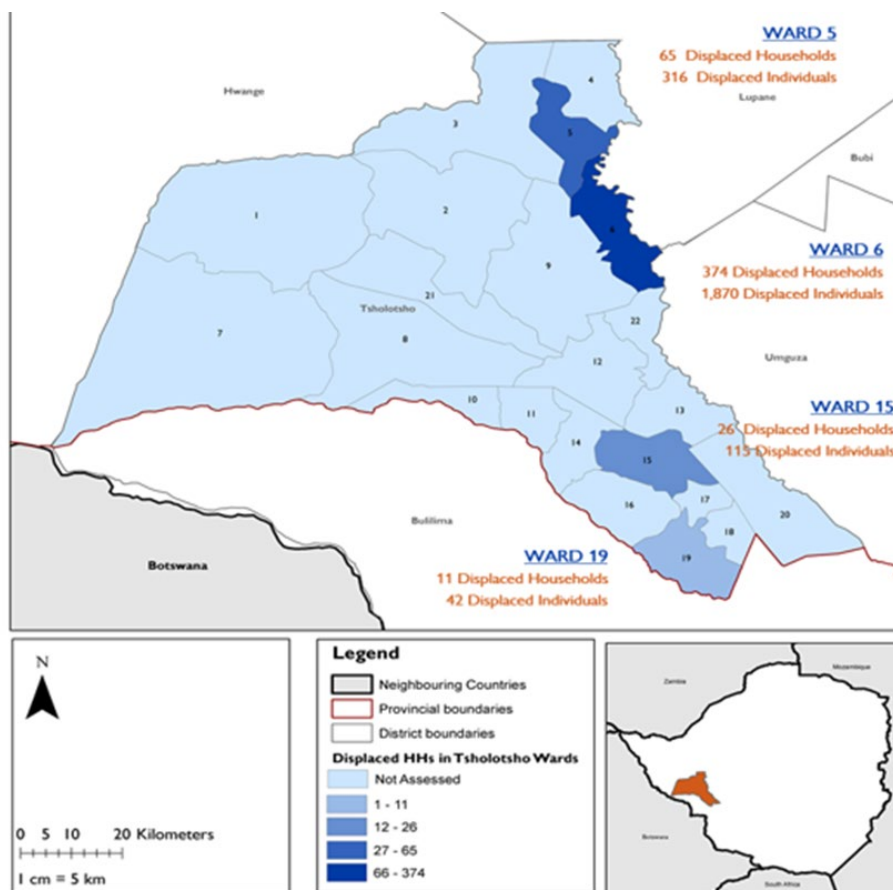 WARD 5
65 Displaced Households
316 Displaced Individuals
Hwange
Lupane
4
3
5
Bubi
1
2
6
WARD 6
374 Displaced Households
1,870 Displaced Individuals
9
21
Tsholotsho
22
7
8
12
Umguza
10
11
13
WARD 15
26 Displaced Households
115 Displaced Individuals
14
15
16
17
18
20
19
Bulilima
Botswana
WARD 19
11 Displaced Households
42 Displaced Individuals
N
0 5 10 20 Kilometers
1 cm = 5 km
Legend
Neighbouring Countries
Provincial boundaries
District boundaries
Displaced HHs in Tsholotsho Wards
Not Assessed
1 - 11
12 - 26
27 - 65
66 - 374
Zambia
Mozambique
Botswana
South Africa